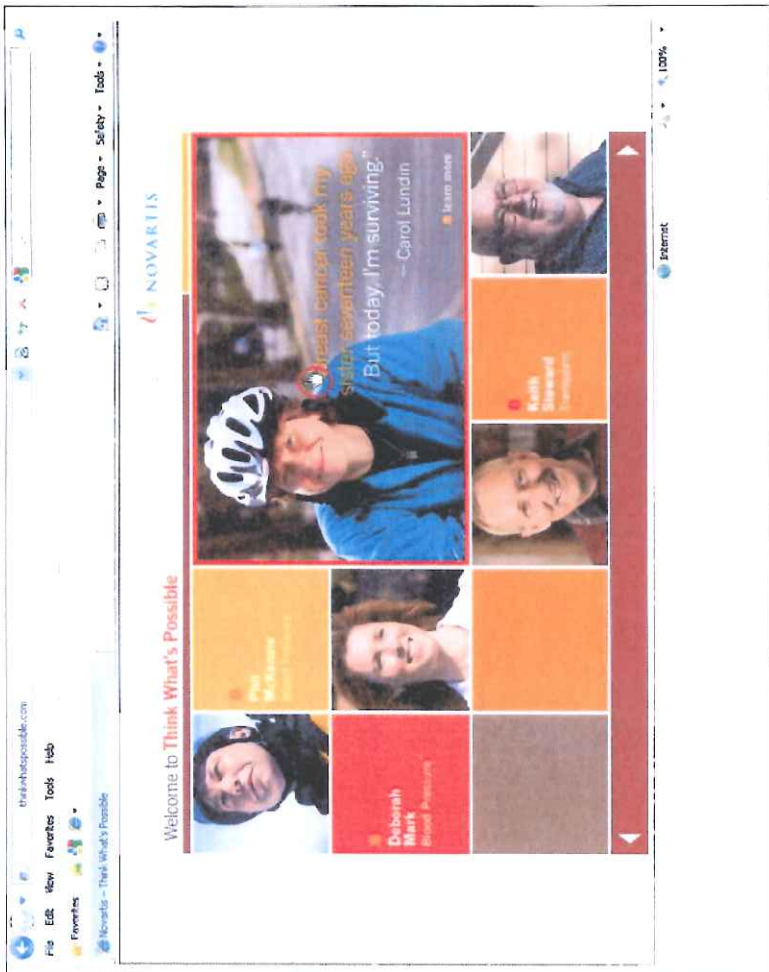 thinkwhatspossible.com
File Edit View Favorites Tools Help
Favorites
Novartis – Think What's Possible
Page Safety Tools
NOVARTIS
Welcome to Think What's Possible
Phil
McKenzie
breast cancer took my
sister seventeen years ago
But today, I'm surviving."
– Carol Lundin
learn more
Deborah
Mark
Blood Pressure
Keith
Steward
Transplant
Internet
100%